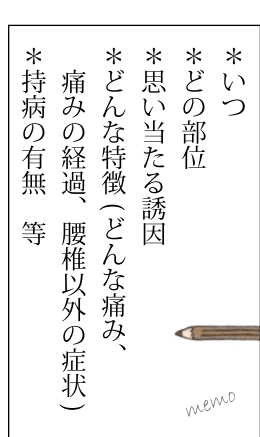 ＊いつ
＊どの部位
＊思い当たる誘因
＊どんな特徴(どんな痛み、
痛みの経過、腰椎以外の症状)
＊持病の有無　等
memo